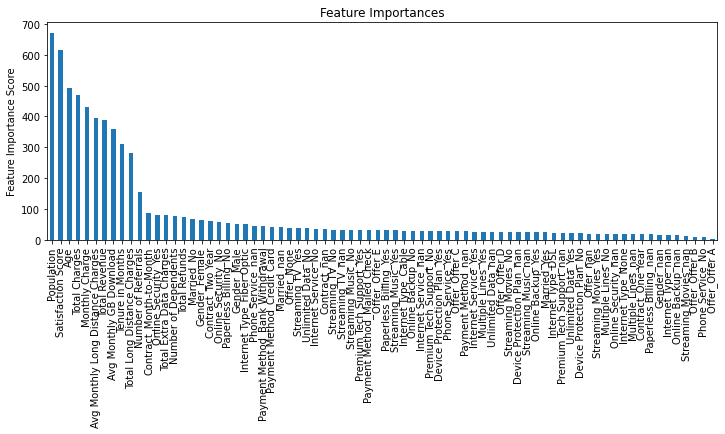 Feature Importances
Feature Importance Score
700
600
500
400
300
200
100
0
Population
Satisfaction Score
Age
Total Charges
Monthly Charge
Avg Monthly Long Distance Charges
Total Revenue
Avg Monthly GB Download
Tenure in Months
Total Long Distance Charges
Number of Referrals
Contract_Month-to-Month
Online Security_Yes
Total Extra Data Charges
Number of Dependents
Total Refunds
Married_No
Gender_Female
Contract_Two Year
Online Security_No
Paperless Billing_No
Gender_Male
Internet Type_Fiber Optic
Phone Service_nan
Payment Method_Bank Withdrawal
Payment Method_Credit Card
Married_nan
Offer_None
Streaming TV_Yes
Unlimited Data_No
Internet Service_No
Contract_nan
Streaming TV_No
Streaming TV_nan
Streaming Music_No
Premium Tech Support_Yes
Payment Method_Mailed Check
Offer_Offer E
Paperless Billing_Yes
Streaming Music_Yes
Internet Type_Cable
Online Backup_No
Internet Service_nan
Premium Tech Support_No
Device Protection Plan_Yes
Phone Service_Yes
Offer_Offer C
Payment Method_nan
Internet Service_Yes
Multiple Lines_Yes
Unlimited Data_nan
Offer_Offer D
Streaming Movies_No
Device Protection Plan_nan
Streaming Music_nan
Online Backup_Yes
Married_Yes
Internet Type_DSL
Premium Tech Support_nan
Unlimited Data_Yes
Device Protection Plan_No
Offer_nan
Streaming Movies_Yes
Multiple Lines_No
Online Security_nan
Internet Type_None
Multiple Lines_nan
Contract_One Year
Paperless Billing_nan
Gender_nan
Internet Type_nan
Online Backup_nan
Streaming Movies_nan
Offer_Offer B
Phone Service_No
Offer_Offer A